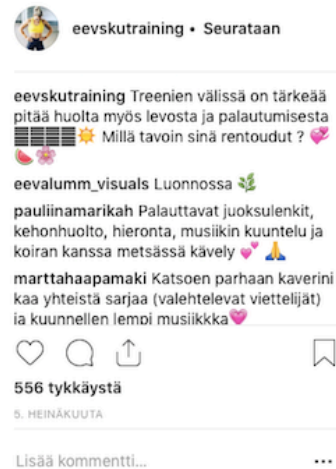 eevskutraining • Seurataan
eevskutraining Treenien välissä on tärkeää
pitää huolta myös levosta ja palautumisesta
☀️ Millä tavoin sinä rentoudut ? 💞
🍉🌸
eevalumm_visuals Luonnossa 🌿
pauliinamarikah Palauttavat juoksulenkit,
kehonhuolto, hieronta, musiikin kuuntelu ja
koiran kanssa metsässä kävely 💕 🙏
marttahaapamaki Katsoen parhaan kaverini
kaa yhteistä sarjaa (valehtelevat viettelijät)
ja kuunnellen lempi musiikkka💗
556 tykkäystä
5. HEINÄKUUTA
Lisää kommentti...